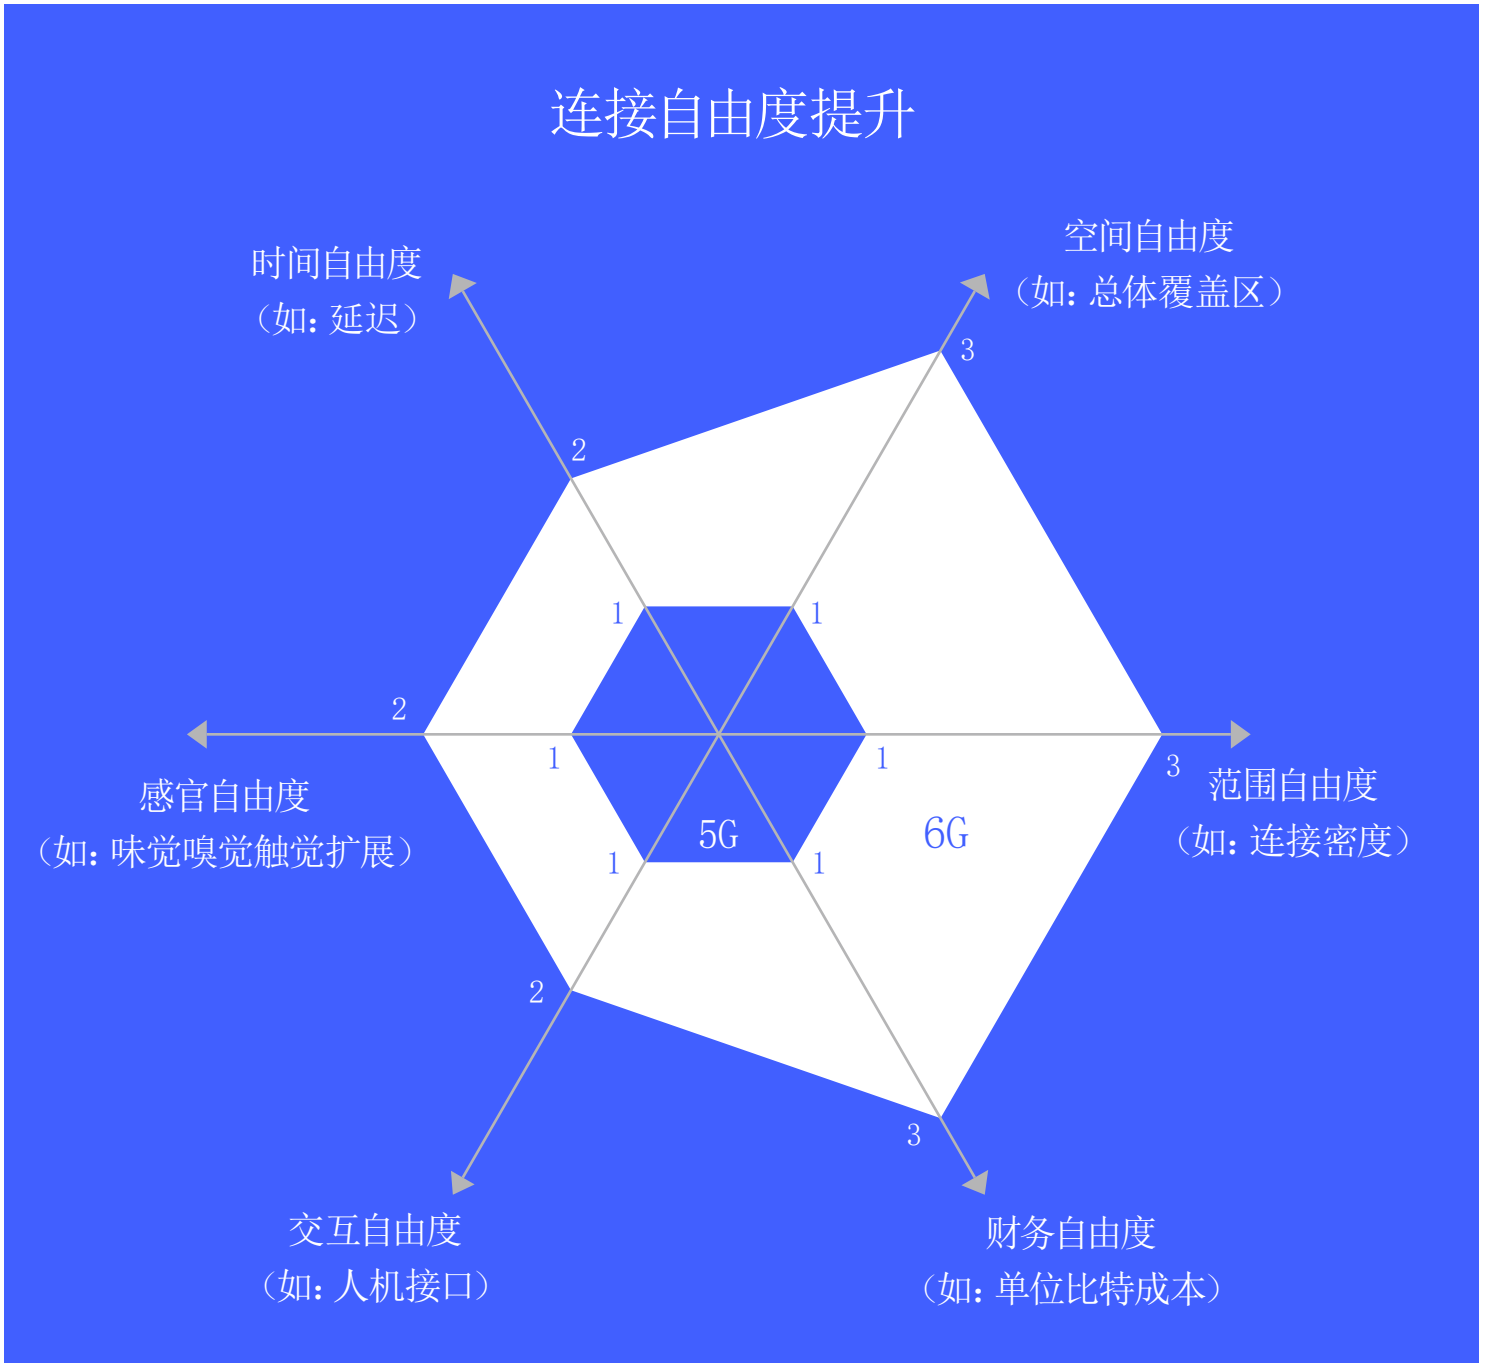 连接自由度提升
时间自由度
（如：延迟）
空间自由度
（如：总体覆盖区）
3
2
1
1
2
1
1
3
感官自由度
（如：味觉嗅觉触觉扩展）
范围自由度
（如：连接密度）
5G
6G
1
1
2
3
交互自由度
（如：人机接口）
财务自由度
（如：单位比特成本）